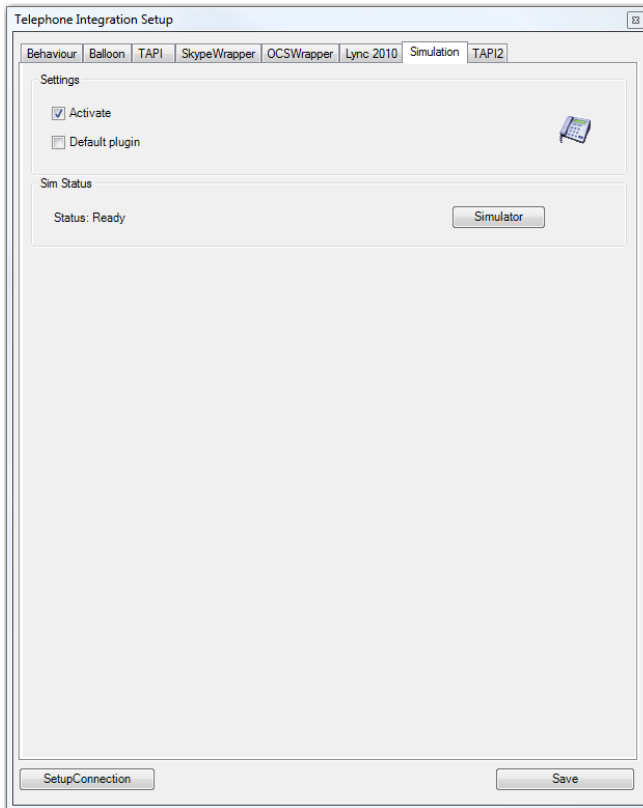 Telephone Integration Setup
Behaviour Balloon TAPI SkypeWrapper OCSWrapper Lync 2010 Simulation TAPI2
Settings
Activate
Default plugin
Sim Status
Status: Ready Simulator
SetupConnection Save